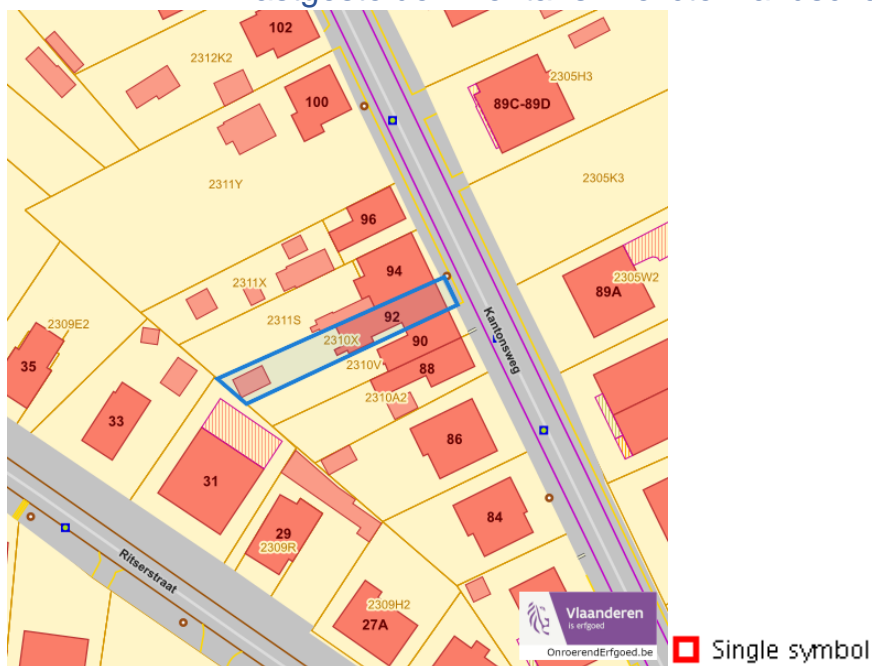 102
2312K2
2305H3
100
89C-89D
2311Y
2305K3
96
94
2311X
2305W2
89A
2311S
92
2309E2
2310X
Kantonsweg
90
35
2310V
88
2310A2
33
86
31
84
29
2309R
Ritserstraat
2309H2
27A
Vlaanderen
is erfgoed
OnroerendErfgoed.be
Single symbol